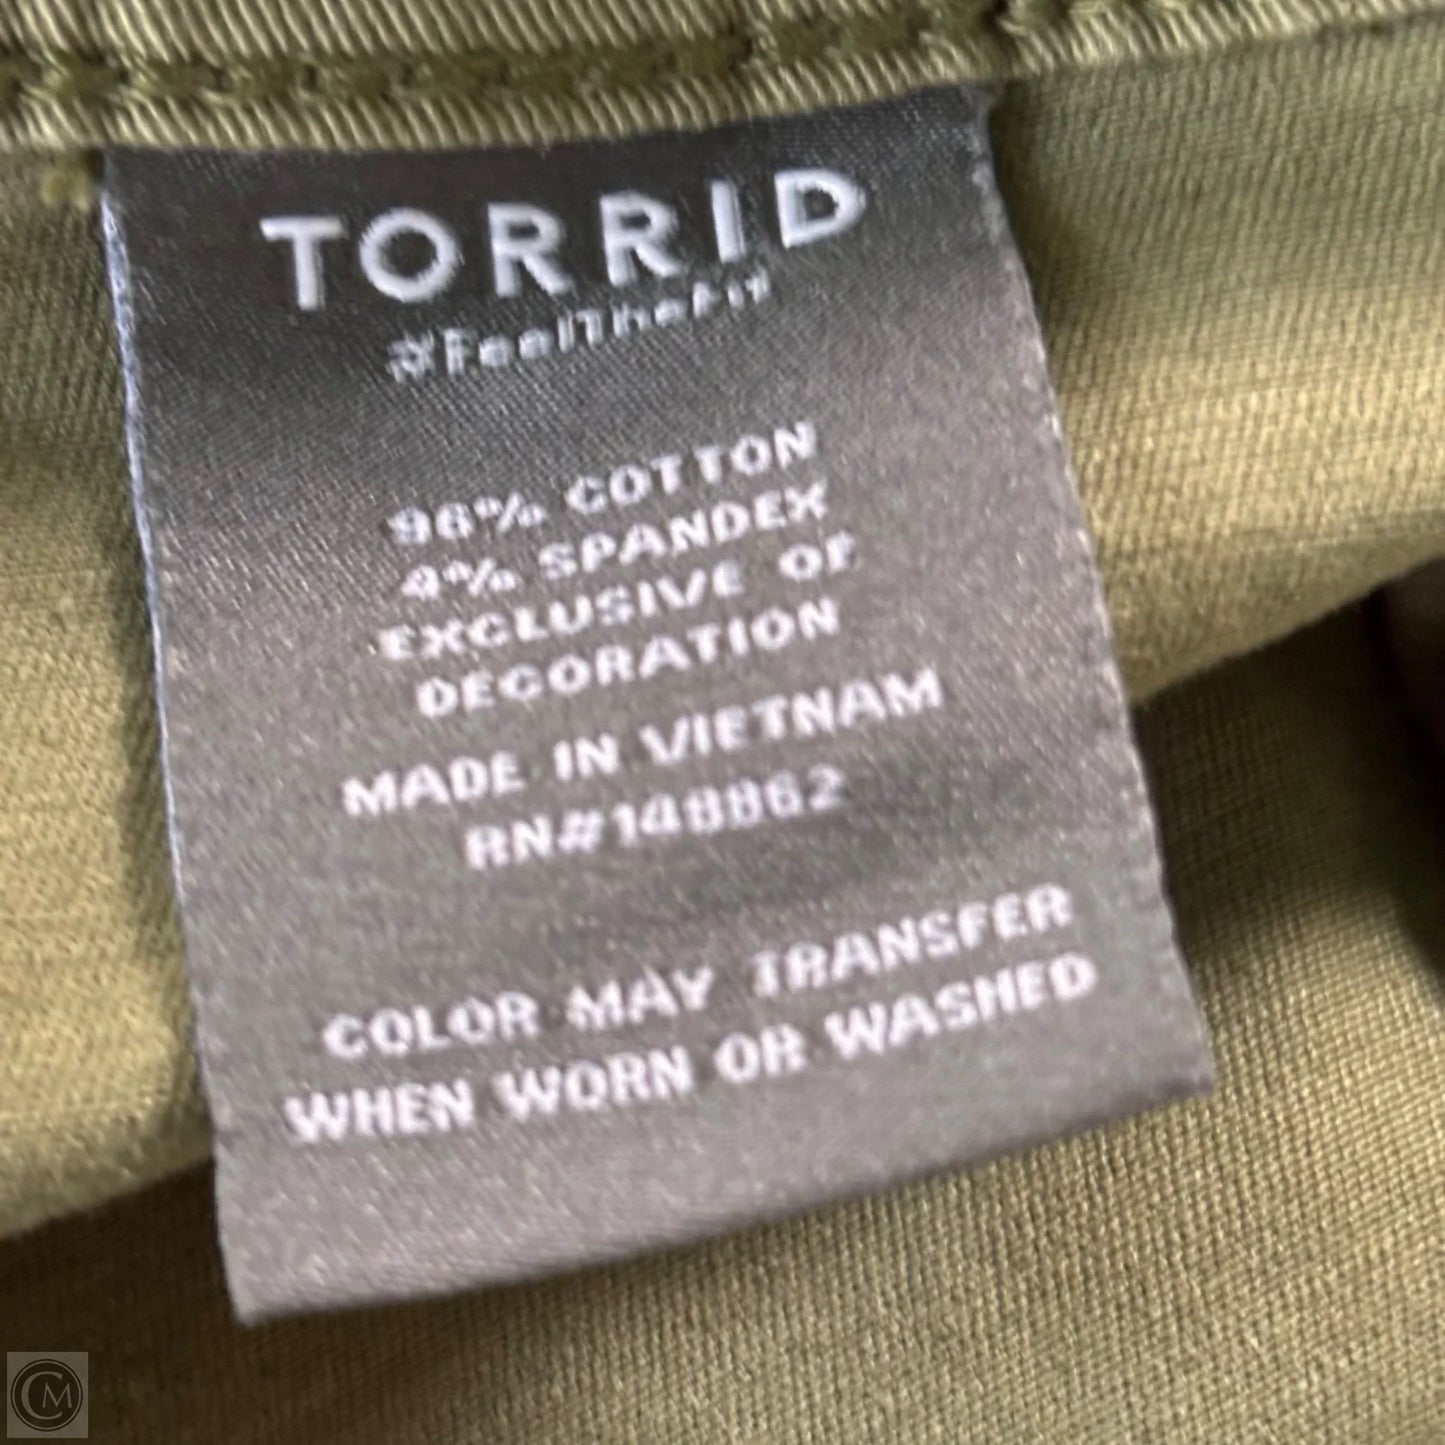 TORRID
#FeelTheFit
96% COTTON
4% SPANDEX
EXCLUSIVE OF
DECORATION
MADE IN VIETNAM
RN#148862
COLOR MAY TRANSFER
WHEN WORN OR WASHED
CM